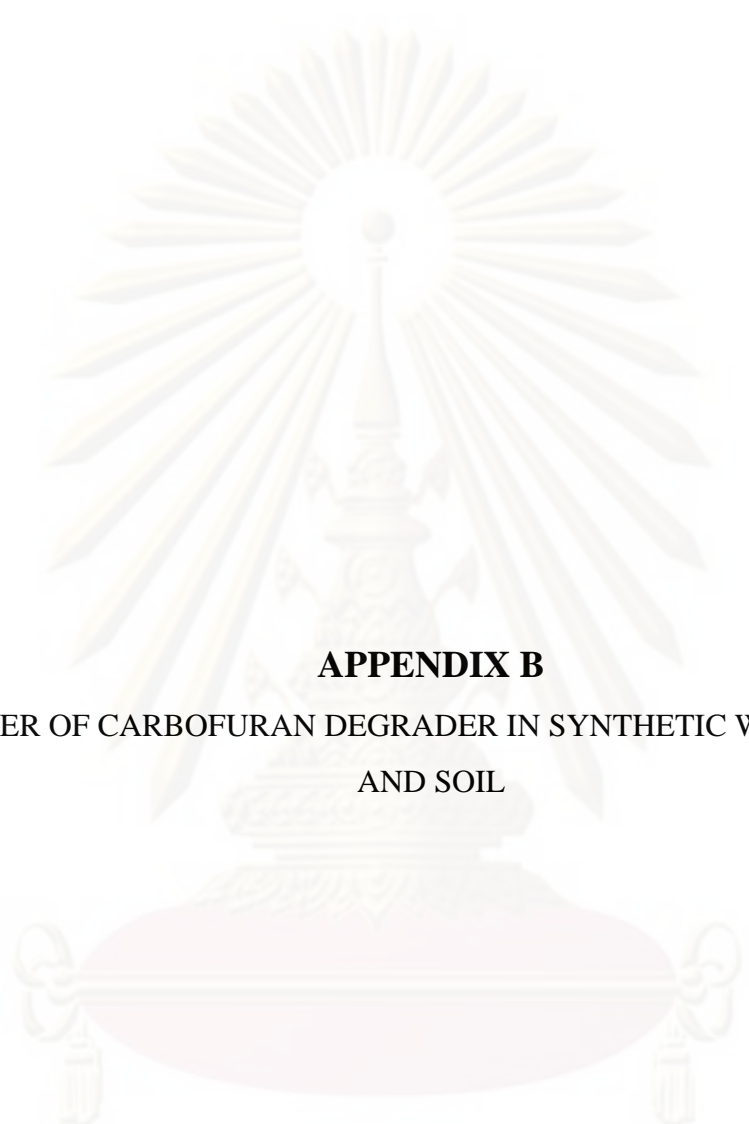 APPENDIX B
ER OF CARBOFURAN DEGRADER IN SYNTHETIC
AND SOIL